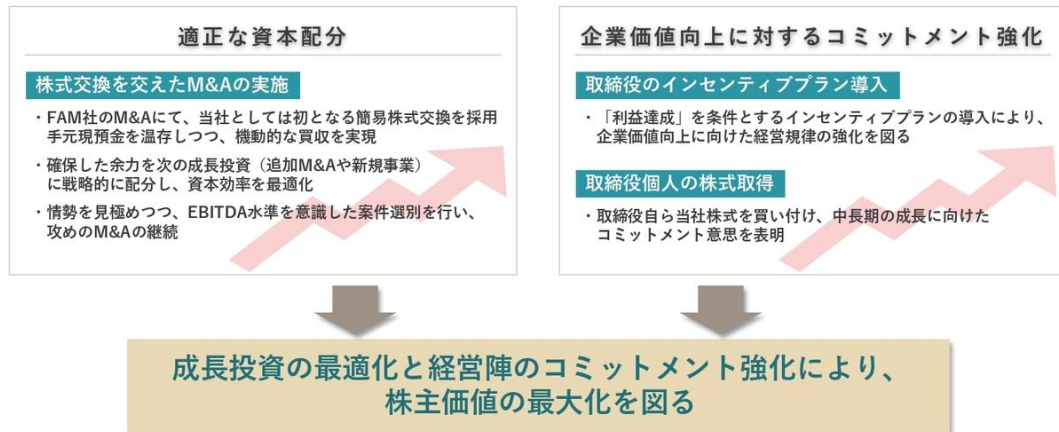 適正な資本配分
株式交換を交えたM&Aの実施
・FAM社のM&Aにて、当社としては初となる簡易株式交換を採用
手元現預金を温存しつつ、機動的な買収を実現
・確保した余力を次の成長投資（追加M&Aや新規事業）
に戦略的に配分し、資本効率を最適化
・情勢を見極めつつ、EBITDA水準を意識した案件選別を行い、
攻めのM&Aの継続
企業価値向上に対するコミットメント強化
取締役のインセンティブプラン導入
・「利益達成」を条件とするインセンティブプランの導入により、
企業価値向上に向けた経営規律の強化を図る
取締役個人の株式取得
・取締役自ら当社株式を買い付け、中長期の成長に向けた
コミットメント意思を表明
成長投資の最適化と経営陣のコミットメント強化により、
株主価値の最大化を図る